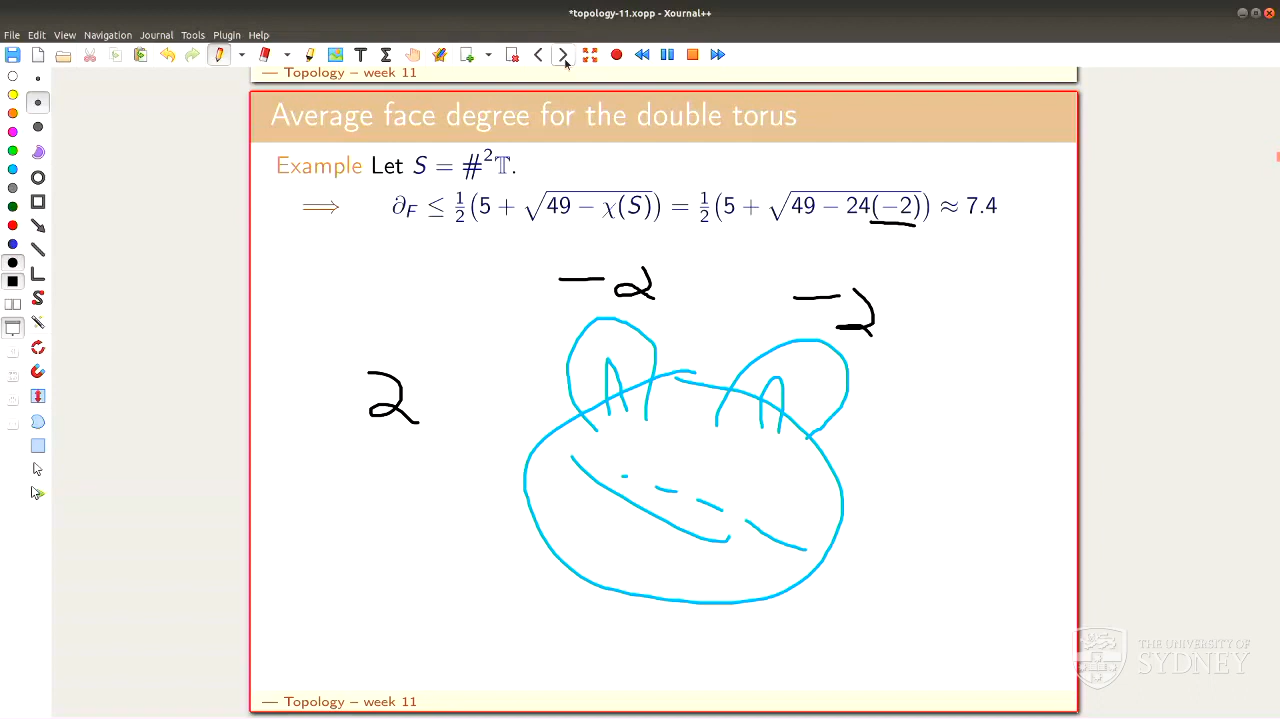 *topology-11.xopp - Xournal++
File Edit View Navigation Journal Tools Plugin Help
— Topology – week 11
Average face degree for the double torus
Example Let S = #²𝕋.
⟹ ∂_F ≤ ½(5 + √(49 − χ(S))) = ½(5 + √(49 − 24(−2))) ≈ 7.4
−2
−2
2
THE UNIVERSITY OF
SYDNEY
— Topology – week 11